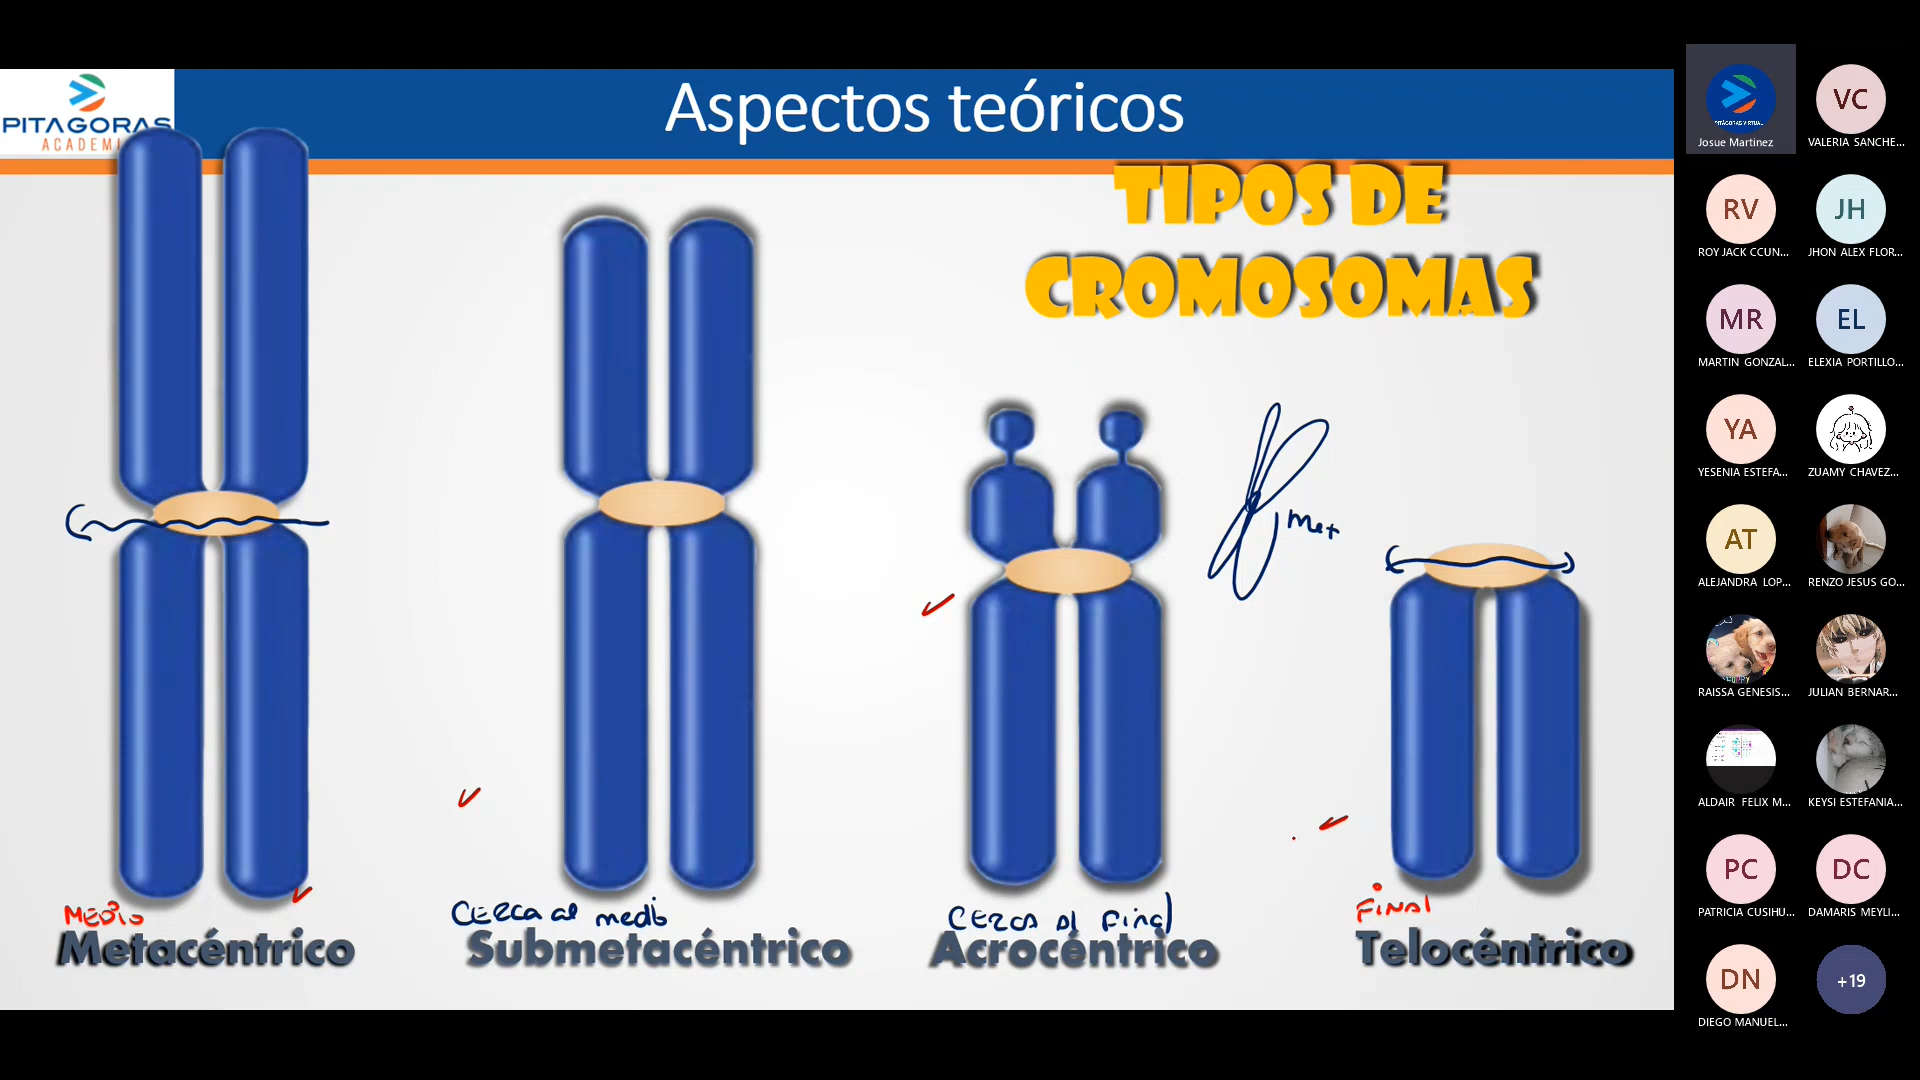 PITAGORAS
ACADEMI
Aspectos teóricos
TIPOS DE
CROMOSOMAS
Met
MEDIO
CERCA al medio
CERCA al final
FINAL
Metacéntrico
Submetacéntrico
Acrocéntrico
Telocéntrico
Josue Martinez
VC
VALERIA SANCHE...
RV
ROY JACK CCUN...
JH
JHON ALEX FLOR...
MR
MARTIN GONZAL...
EL
ELEXIA PORTILLO...
YA
YESENIA ESTEFA...
ZUAMY CHAVEZ...
AT
ALEJANDRA LOP...
RENZO JESUS GO...
RAISSA GENESIS...
JULIAN BERNAR...
ALDAIR FELIX M...
KEYSI ESTEFANIA...
PC
PATRICIA CUSIHU...
DC
DAMARIS MEYLI...
DN
DIEGO MANUEL...
+19